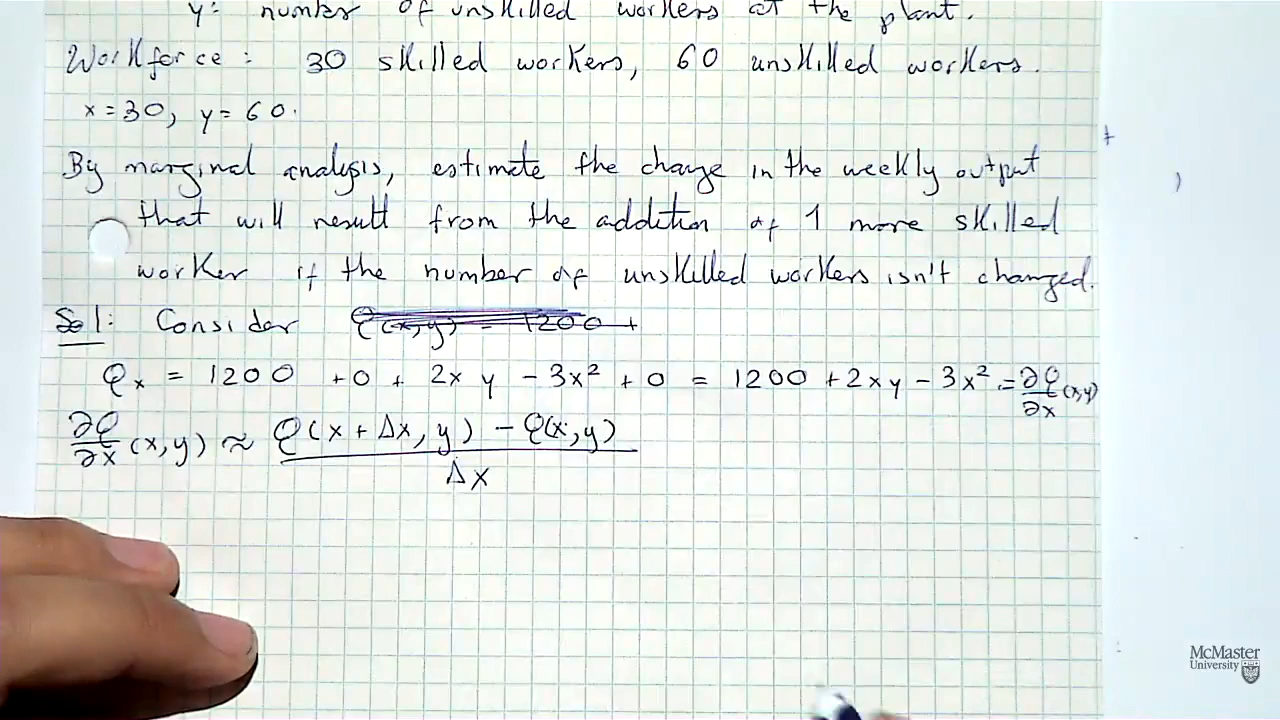 y: number of unskilled workers at the plant.
Workforce: 30 skilled workers, 60 unskilled workers.
x=30, y=60.
By marginal analysis, estimate the change in the weekly output
that will result from the addition of 1 more skilled
worker if the number of unskilled workers isn't changed.
Sol: Consider Q(x,y) = 1200 +
Qx = 1200 +0 + 2xy - 3x² + 0 = 1200 + 2xy - 3x². = ∂Q/∂x (x,y)
∂Q/∂x (x,y) ≈ Q(x+Δx, y) - Q(x,y)
Δx
McMaster
University